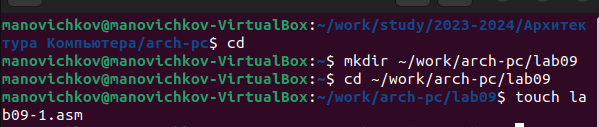 manovichkov@manovichkov-VirtualBox:~/work/study/2023-2024/Архитек
тура Компьютера/arch-pc$ cd
manovichkov@manovichkov-VirtualBox:~$ mkdir ~/work/arch-pc/lab09
manovichkov@manovichkov-VirtualBox:~$ cd ~/work/arch-pc/lab09
manovichkov@manovichkov-VirtualBox:~/work/arch-pc/lab09$ touch la
b09-1.asm